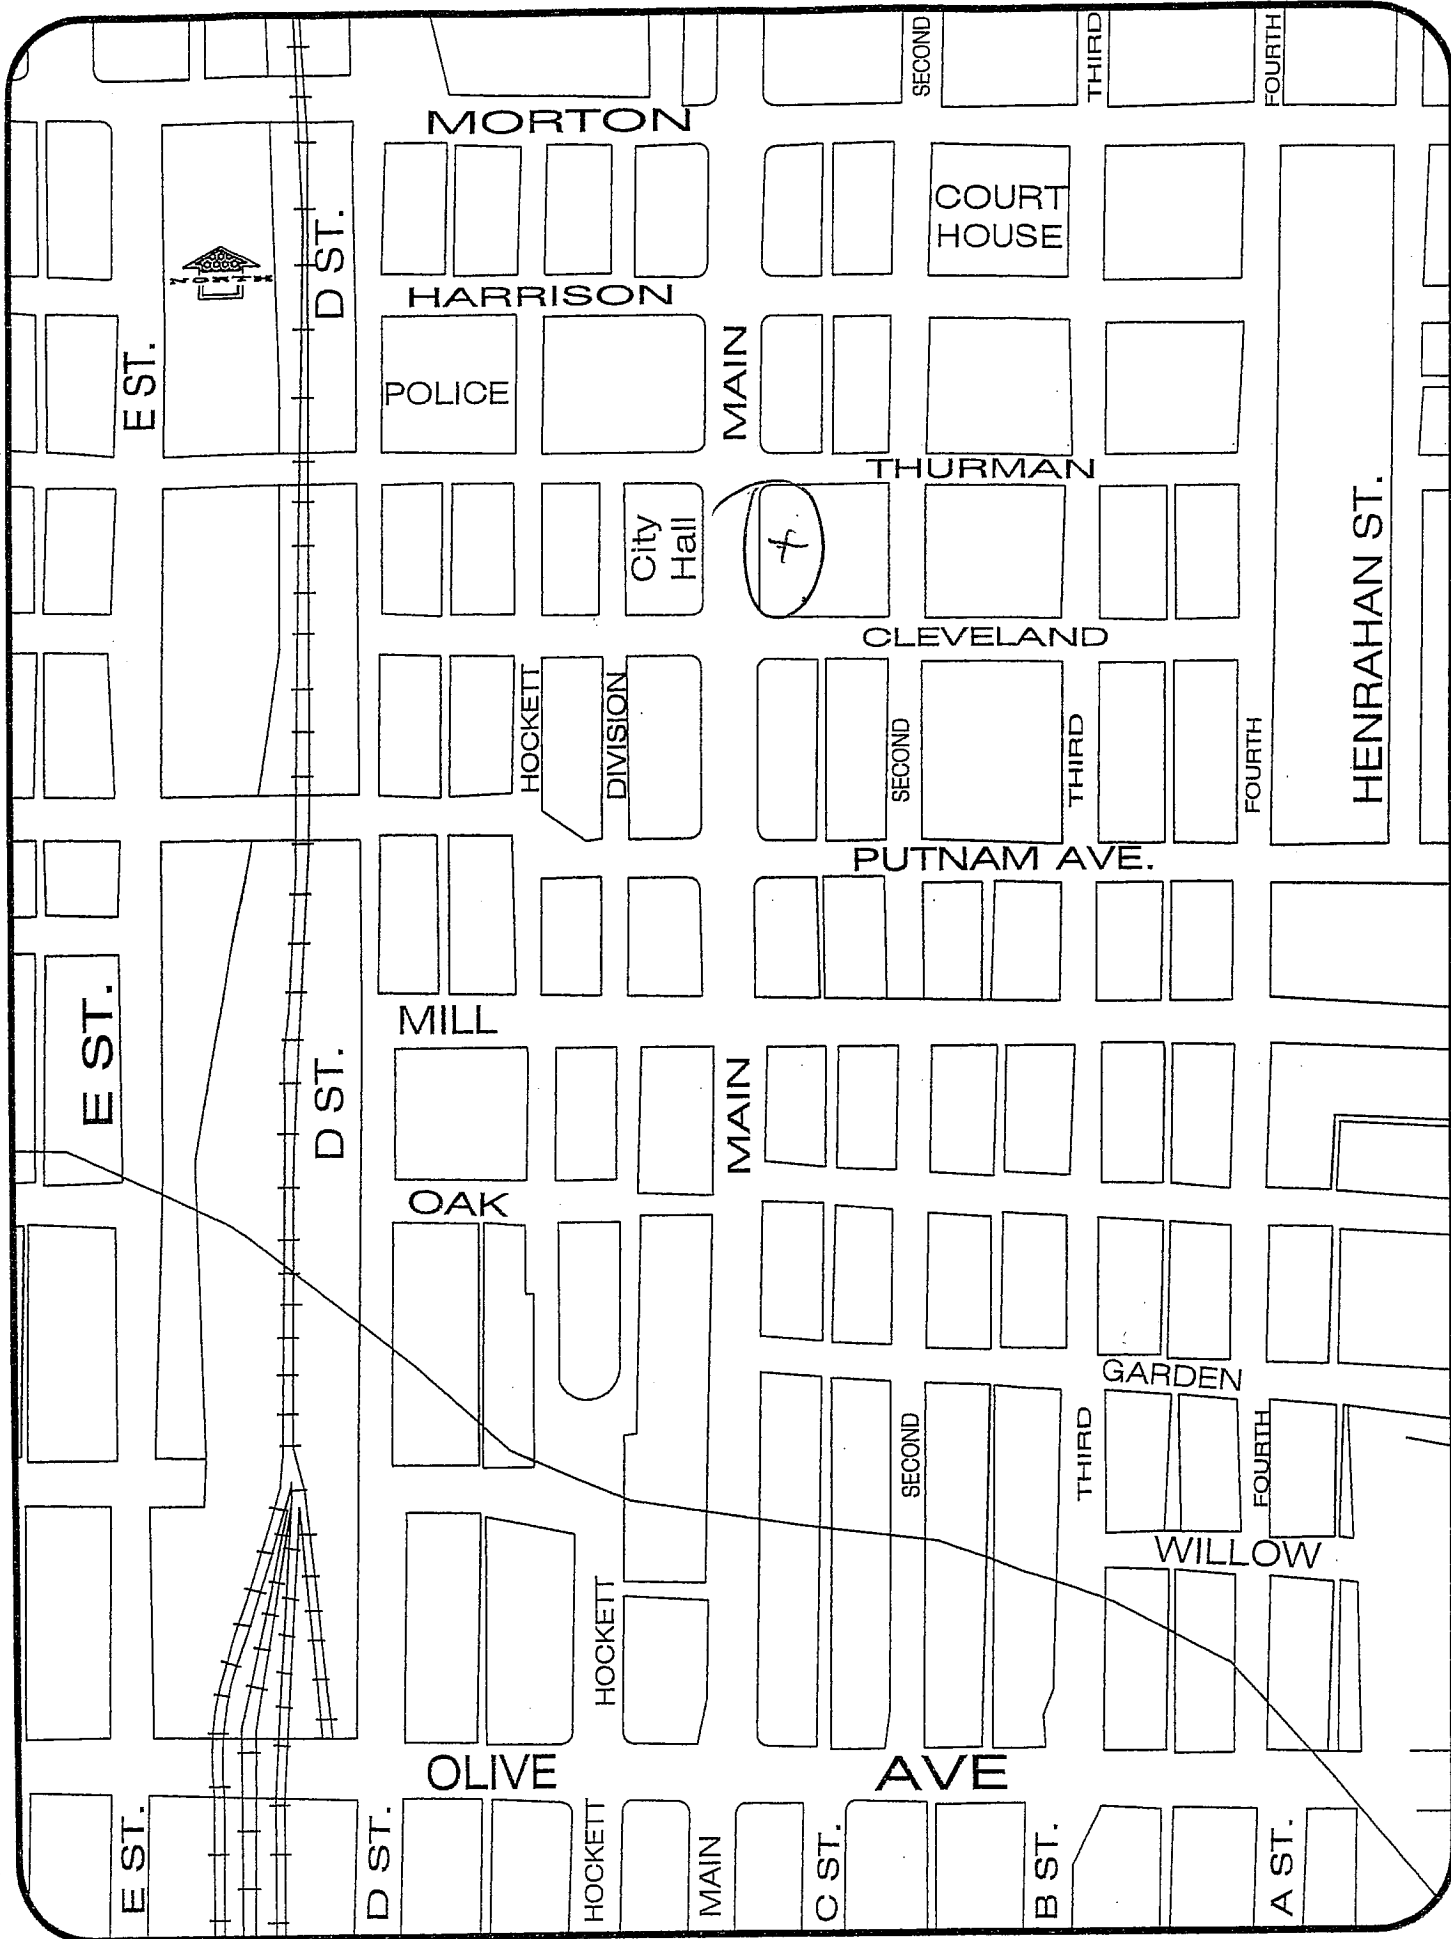 SECOND
THIRD
FOURTH
MORTON
COURT
HOUSE
D ST.
HARRISON
E ST.
POLICE
MAIN
THURMAN
City
Hall
HENRAHAN ST.
CLEVELAND
HOCKETT
DIVISION
SECOND
THIRD
FOURTH
PUTNAM AVE.
E ST.
MILL
D ST.
MAIN
OAK
GARDEN
SECOND
THIRD
FOURTH
WILLOW
HOCKETT
OLIVE AVE
E ST.
D ST.
HOCKETT
MAIN
C ST.
B ST.
A ST.